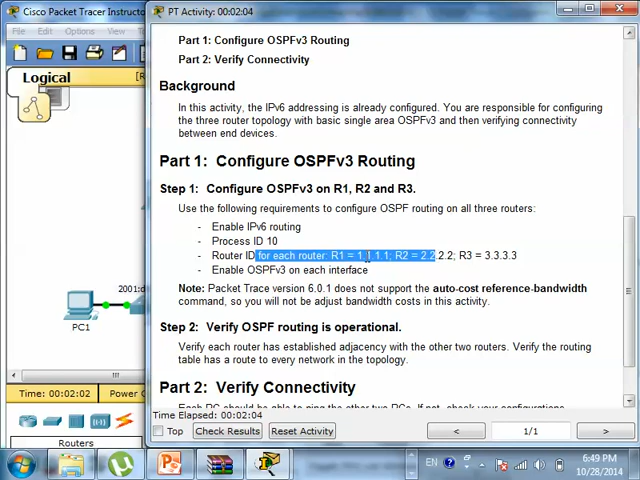 Cisco Packet Tracer Instructo
PT Activity: 00:02:04
File Edit Options
Logical
[R
Part 1: Configure OSPFv3 Routing
Part 2: Verify Connectivity
Background
In this activity, the IPv6 addressing is already configured. You are responsible for configuring
the three router topology with basic single area OSPFv3 and then verifying connectivity
between end devices.
Part 1: Configure OSPFv3 Routing
Step 1: Configure OSPFv3 on R1, R2 and R3.
Use the following requirements to configure OSPF routing on all three routers:
- Enable IPv6 routing
- Process ID 10
- Router ID for each router: R1 = 1.1.1.1; R2 = 2.2.2.2; R3 = 3.3.3.3
- Enable OSPFv3 on each interface
Note: Packet Trace version 6.0.1 does not support the auto-cost reference-bandwidth
command, so you will not be adjust bandwidth costs in this activity.
Step 2: Verify OSPF routing is operational.
Verify each router has established adjacency with the other two routers. Verify the routing
table has a route to every network in the topology.
Part 2: Verify Connectivity
2001:d
PC1
Time: 00:02:02
Power C
Routers
Time Elapsed: 00:02:04
Top
Check Results
Reset Activity
<
1/1
>
EN
6:49 PM
10/28/2014